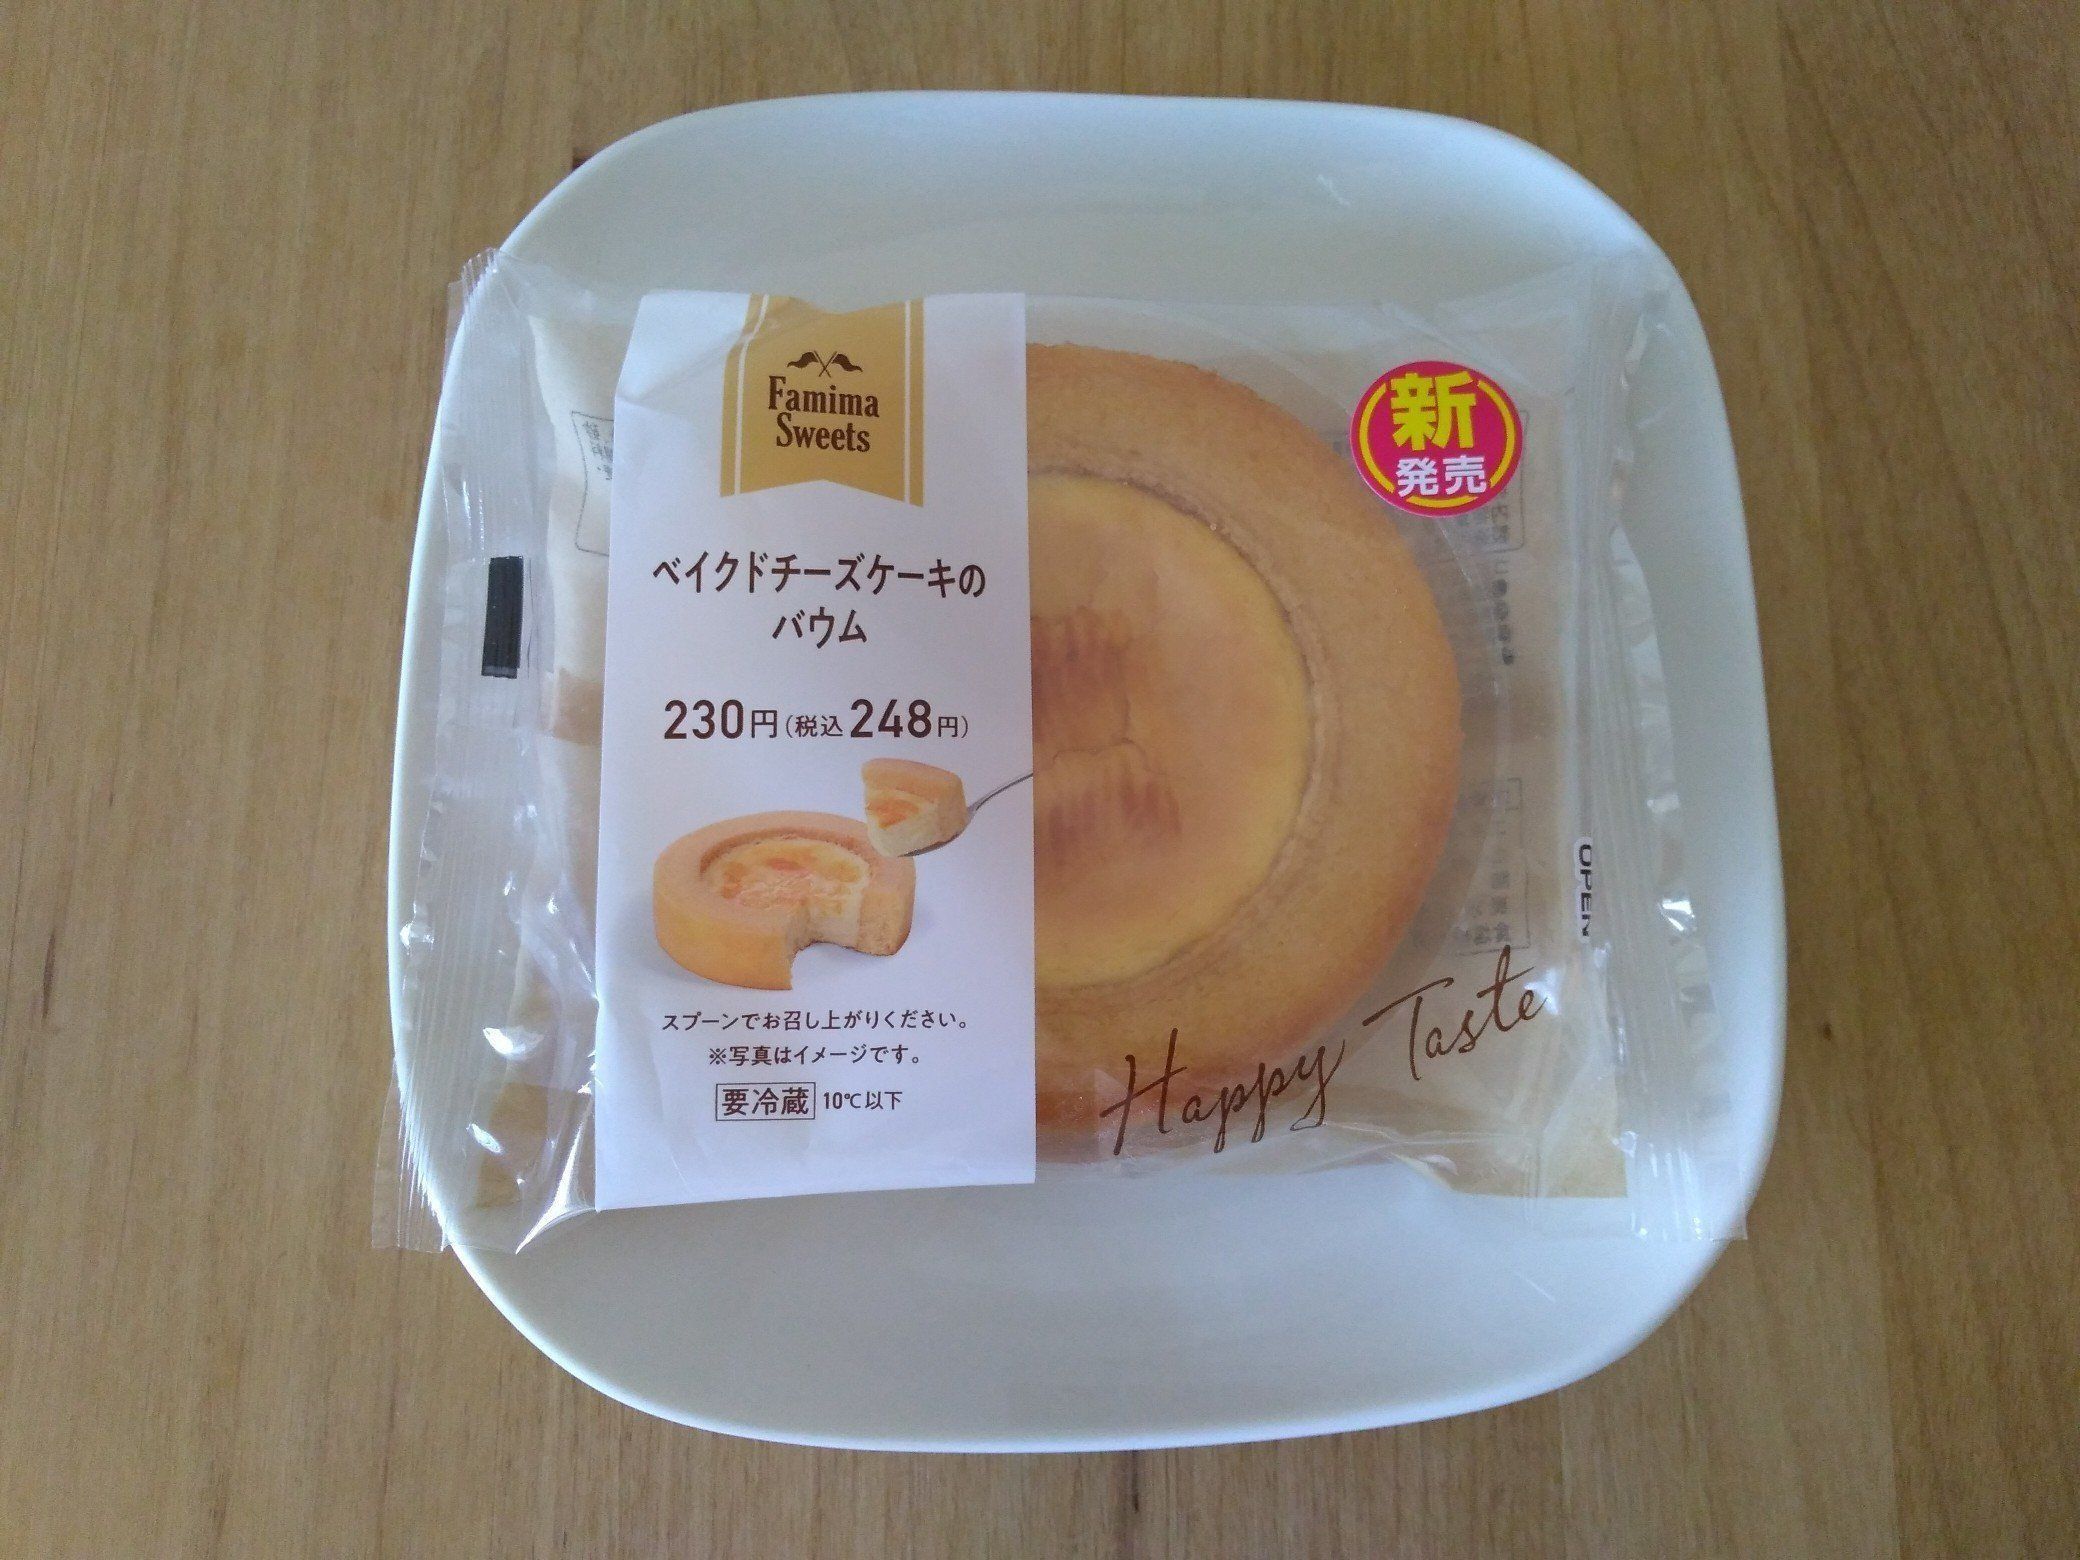 Famima
Sweets
ベイクドチーズケーキの
バウム
230円(税込248円)
スプーンでお召し上がりください。
※写真はイメージです。
要冷蔵 10℃以下
新
発売
OPEN
Happy Taste